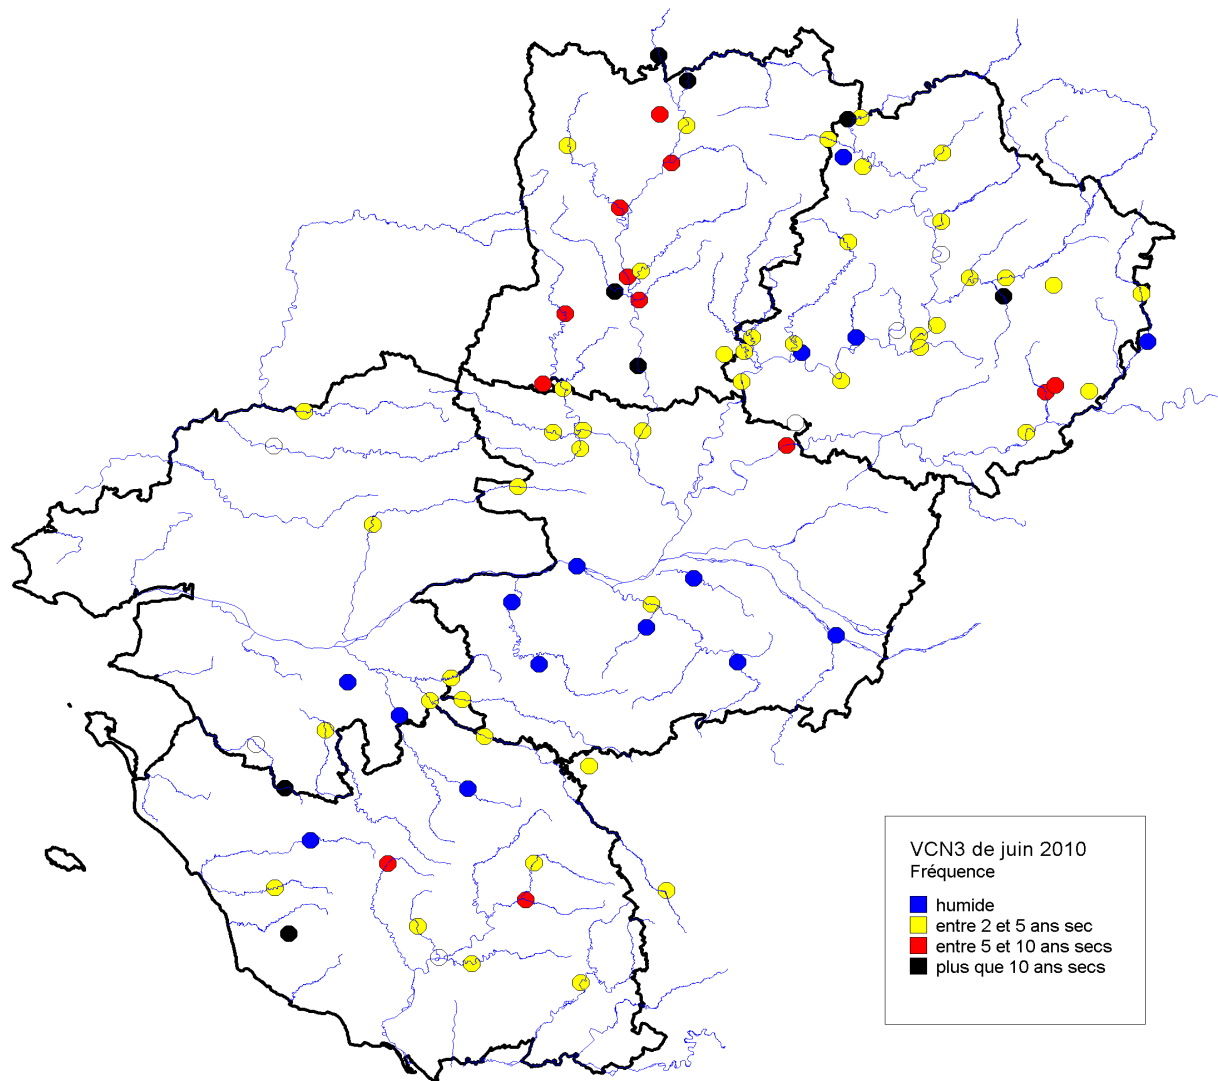 VCN3 de juin 2010
Fréquence
humide
entre 2 et 5 ans sec
entre 5 et 10 ans secs
plus que 10 ans secs